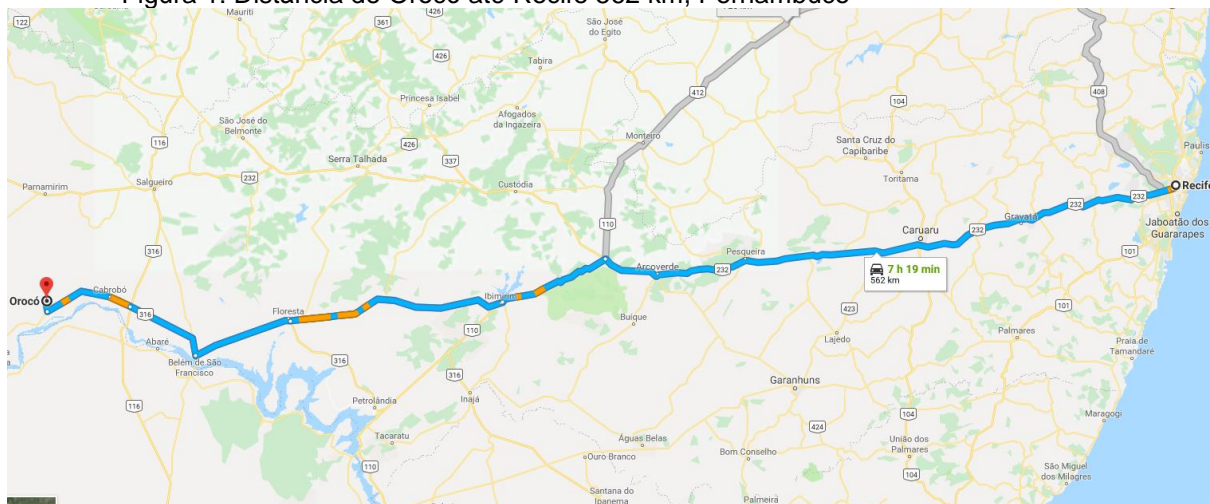 Figura 1: Distância de Orocó até Recife 562 km, Pernambuco
122
Mauriti
361
426
São José
do Egito
412
104
408
Tabira
426
Princesa Isabel
Afogados
da Ingazeira
São José do
Belmonte
116
426
Monteiro
Santa Cruz do
Capibaribe
Paulis
Serra Talhada
337
Toritama
Parnamirim
Salgueiro
232
Custódia
Recife
232
232
Gravatá
110
Caruaru
232
Jaboatão dos
Guararapes
316
Pesqueira
101
Arcoverde
232
7 h 19 min
562 km
Orocó
Cabrobó
Ibimirim
316
Floresta
110
Buíque
423
101
Abaré
Lajedo
Palmares
Praia de
Tamandaré
Belém de São
Francisco
316
316
Garanhuns
116
Petrolândia
Inajá
104
Maragogi
Tacaratu
424
Águas Belas
União dos
Palmares
110
Ouro Branco
Bom Conselho
104
São Miguel
dos Milagres
Santana do
Ipanema
Palmeira